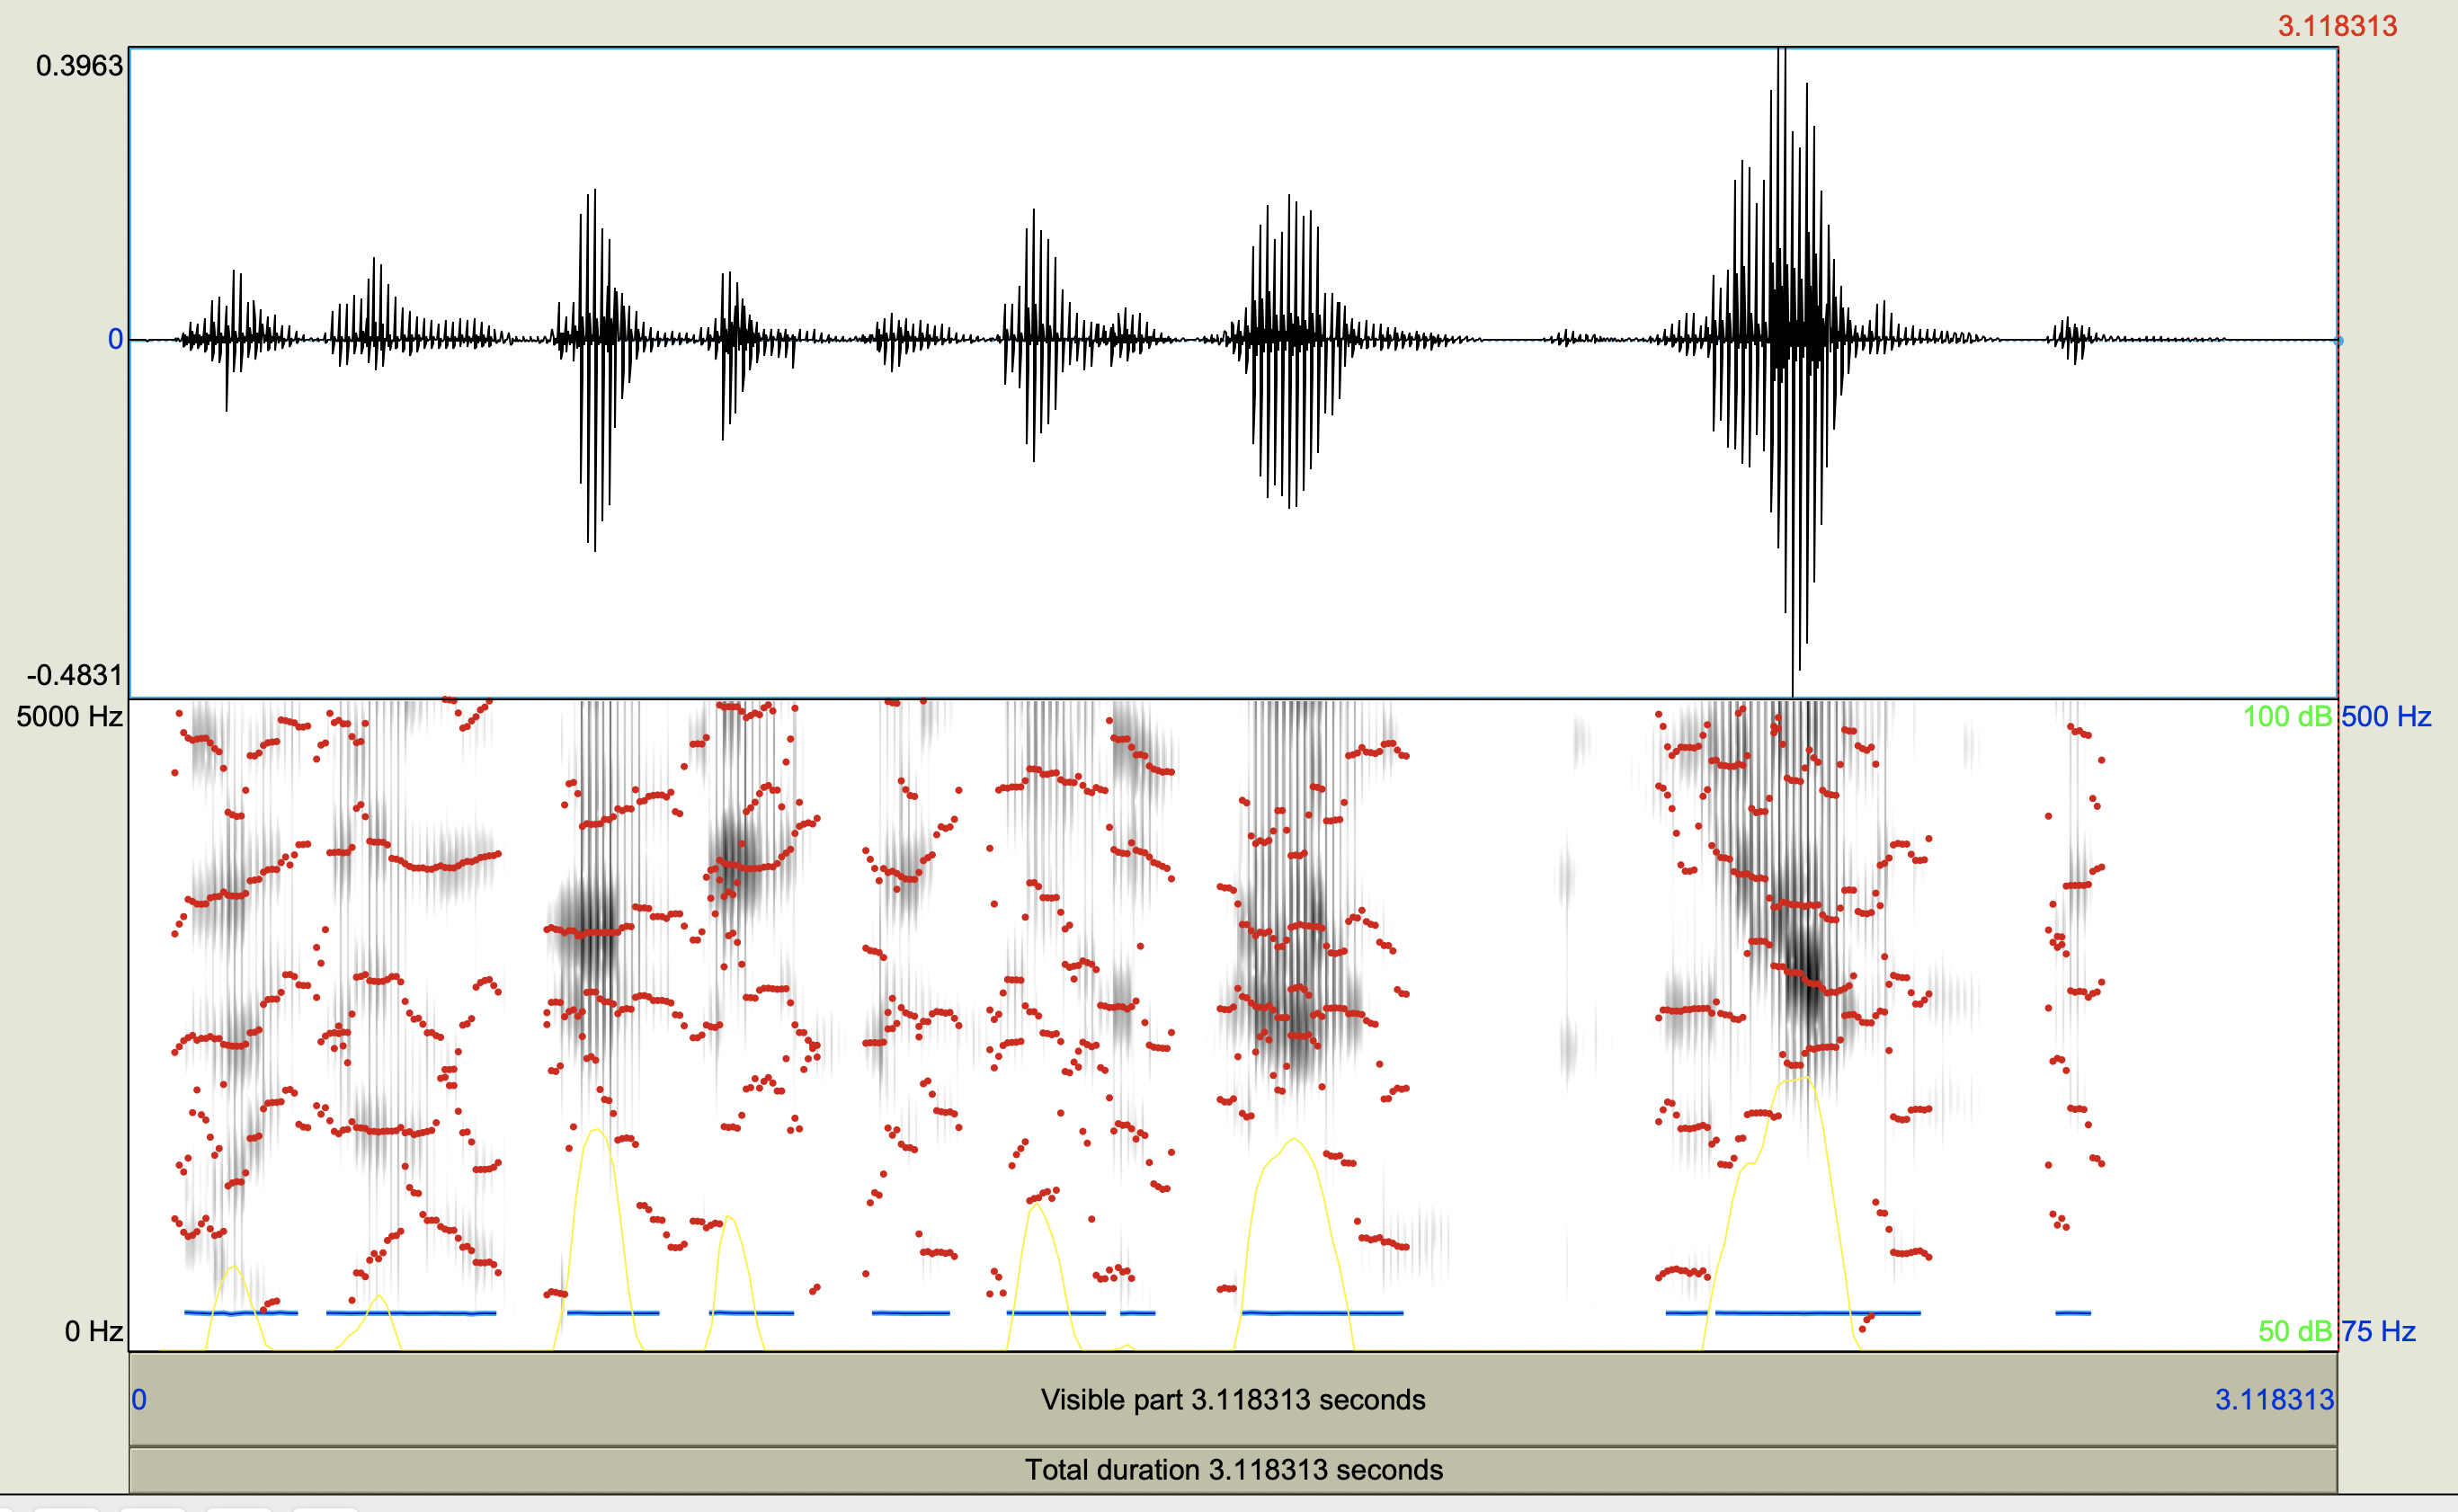 3.118313
0.3963
0
-0.4831
5000 Hz
100 dB
500 Hz
0 Hz
50 dB
75 Hz
0
Visible part 3.118313 seconds
3.118313
Total duration 3.118313 seconds